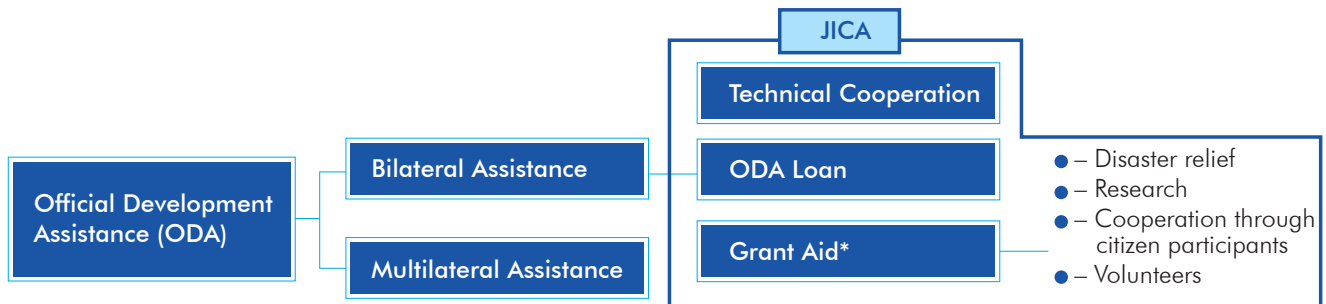 JICA
Technical Cooperation
Official Development
Assistance (ODA)
Bilateral Assistance
Multilateral Assistance
ODA Loan
Grant Aid*
– Disaster relief
– Research
– Cooperation through
citizen participants
– Volunteers